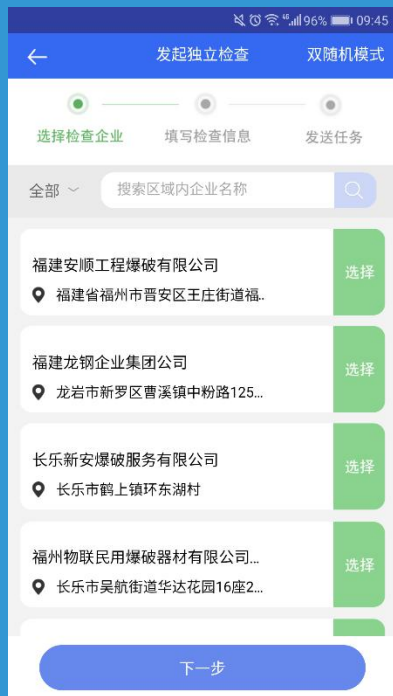 46 96% 09:45
发起独立检查 双随机模式
选择检查企业 填写检查信息 发送任务
全部 搜索区域内企业名称
福建安顺工程爆破有限公司
选择
福建省福州市晋安区王庄街道福..
福建龙钢企业集团公司
选择
龙岩市新罗区曹溪镇中粉路125...
长乐新安爆破服务有限公司
选择
长乐市鹤上镇环东湖村
福州物联民用爆破器材有限公司...
选择
长乐市吴航街道华达花园16座2...
下一步